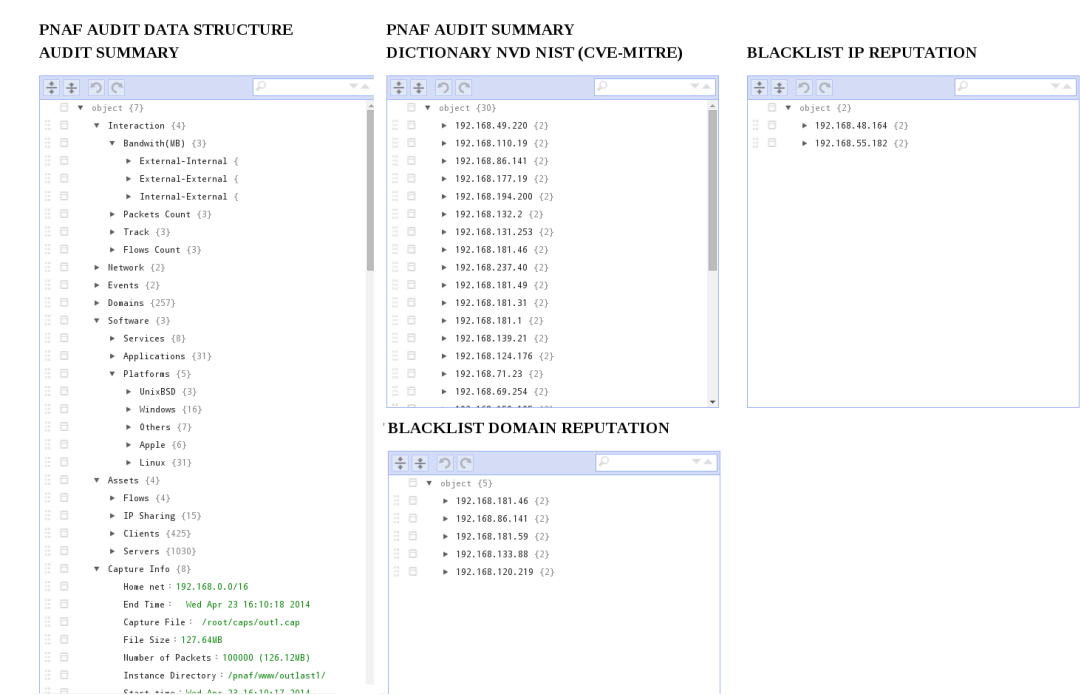 PNAF AUDIT DATA STRUCTURE
AUDIT SUMMARY
object {7}
Interaction {4}
Bandwith(MB) {3}
External-Internal {
External-External {
Internal-External {
Packets Count {3}
Track {3}
Flows Count {3}
Network {2}
Events {2}
Domains {257}
Software {3}
Services {8}
Applications {31}
Platforms {5}
UnixBSD {3}
Windows {16}
Others {7}
Apple {6}
Linux {31}
Assets {4}
Flows {4}
IP Sharing {15}
Clients {425}
Servers {1030}
Capture Info {8}
Home net : 192.168.0.0/16
End Time : Wed Apr 23 16:10:18 2014
Capture File : /root/caps/out1.cap
File Size : 127.64MB
Number of Packets : 100000 (126.12MB)
Instance Directory : /pnaf/www/outlast1/
Start time : Wed Apr 23 16:10:17 2014
PNAF AUDIT SUMMARY
DICTIONARY NVD NIST (CVE-MITRE)
object {30}
192.168.49.220 {2}
192.168.110.19 {2}
192.168.86.141 {2}
192.168.177.19 {2}
192.168.194.200 {2}
192.168.132.2 {2}
192.168.131.253 {2}
192.168.181.46 {2}
192.168.237.40 {2}
192.168.181.49 {2}
192.168.181.31 {2}
192.168.181.1 {2}
192.168.139.21 {2}
192.168.124.176 {2}
192.168.71.23 {2}
192.168.69.254 {2}
BLACKLIST IP REPUTATION
object {2}
192.168.48.164 {2}
192.168.55.182 {2}
BLACKLIST DOMAIN REPUTATION
object {5}
192.168.181.46 {2}
192.168.86.141 {2}
192.168.181.59 {2}
192.168.133.88 {2}
192.168.120.219 {2}